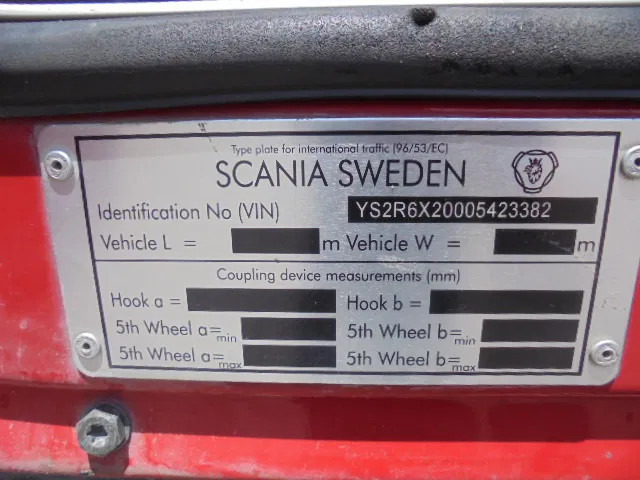 Type plate for international traffic (96/53/EC)
SCANIA SWEDEN
Identification No (VIN) YS2R6X20005423382
Vehicle L = m Vehicle W = m
Coupling device measurements (mm)
Hook a = Hook b =
5th Wheel a=min 5th Wheel b=min
5th Wheel a=max 5th Wheel b=max